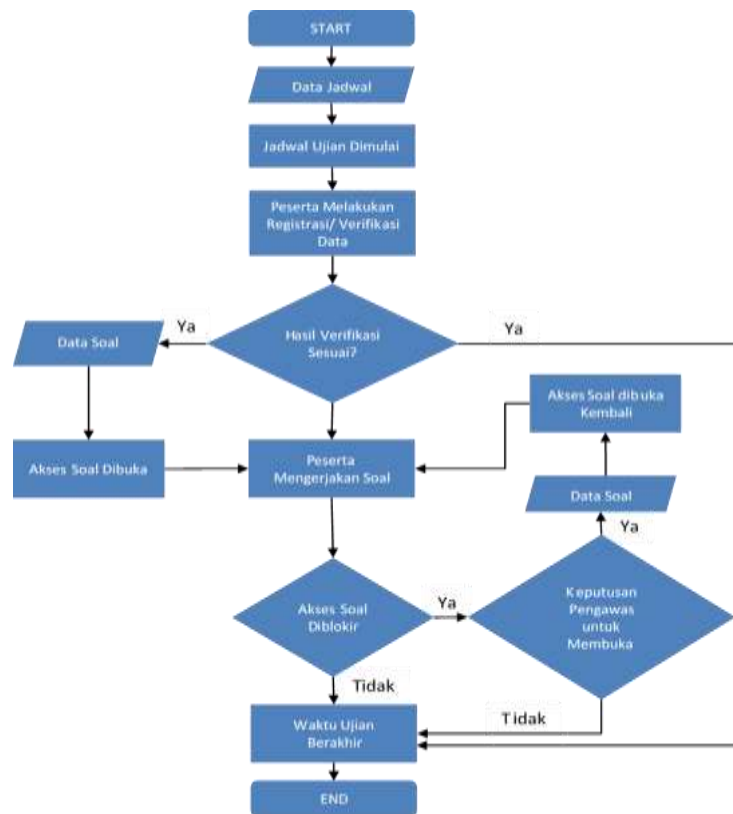 START
Data Jadwal
Jadwal Ujian Dimulai
Peserta Melakukan
Registrasi/ Verifikasi
Data
Hasil Verifikasi
Sesuai?
Ya
Ya
Data Soal
Akses Soal Dibuka
Peserta
Mengerjakan Soal
Akses Soal dibuka
Kembali
Data Soal
Ya
Akses Soal
Diblokir
Ya
Keputusan
Pengawas
untuk
Membuka
Tidak
Tidak
Waktu Ujian
Berakhir
END